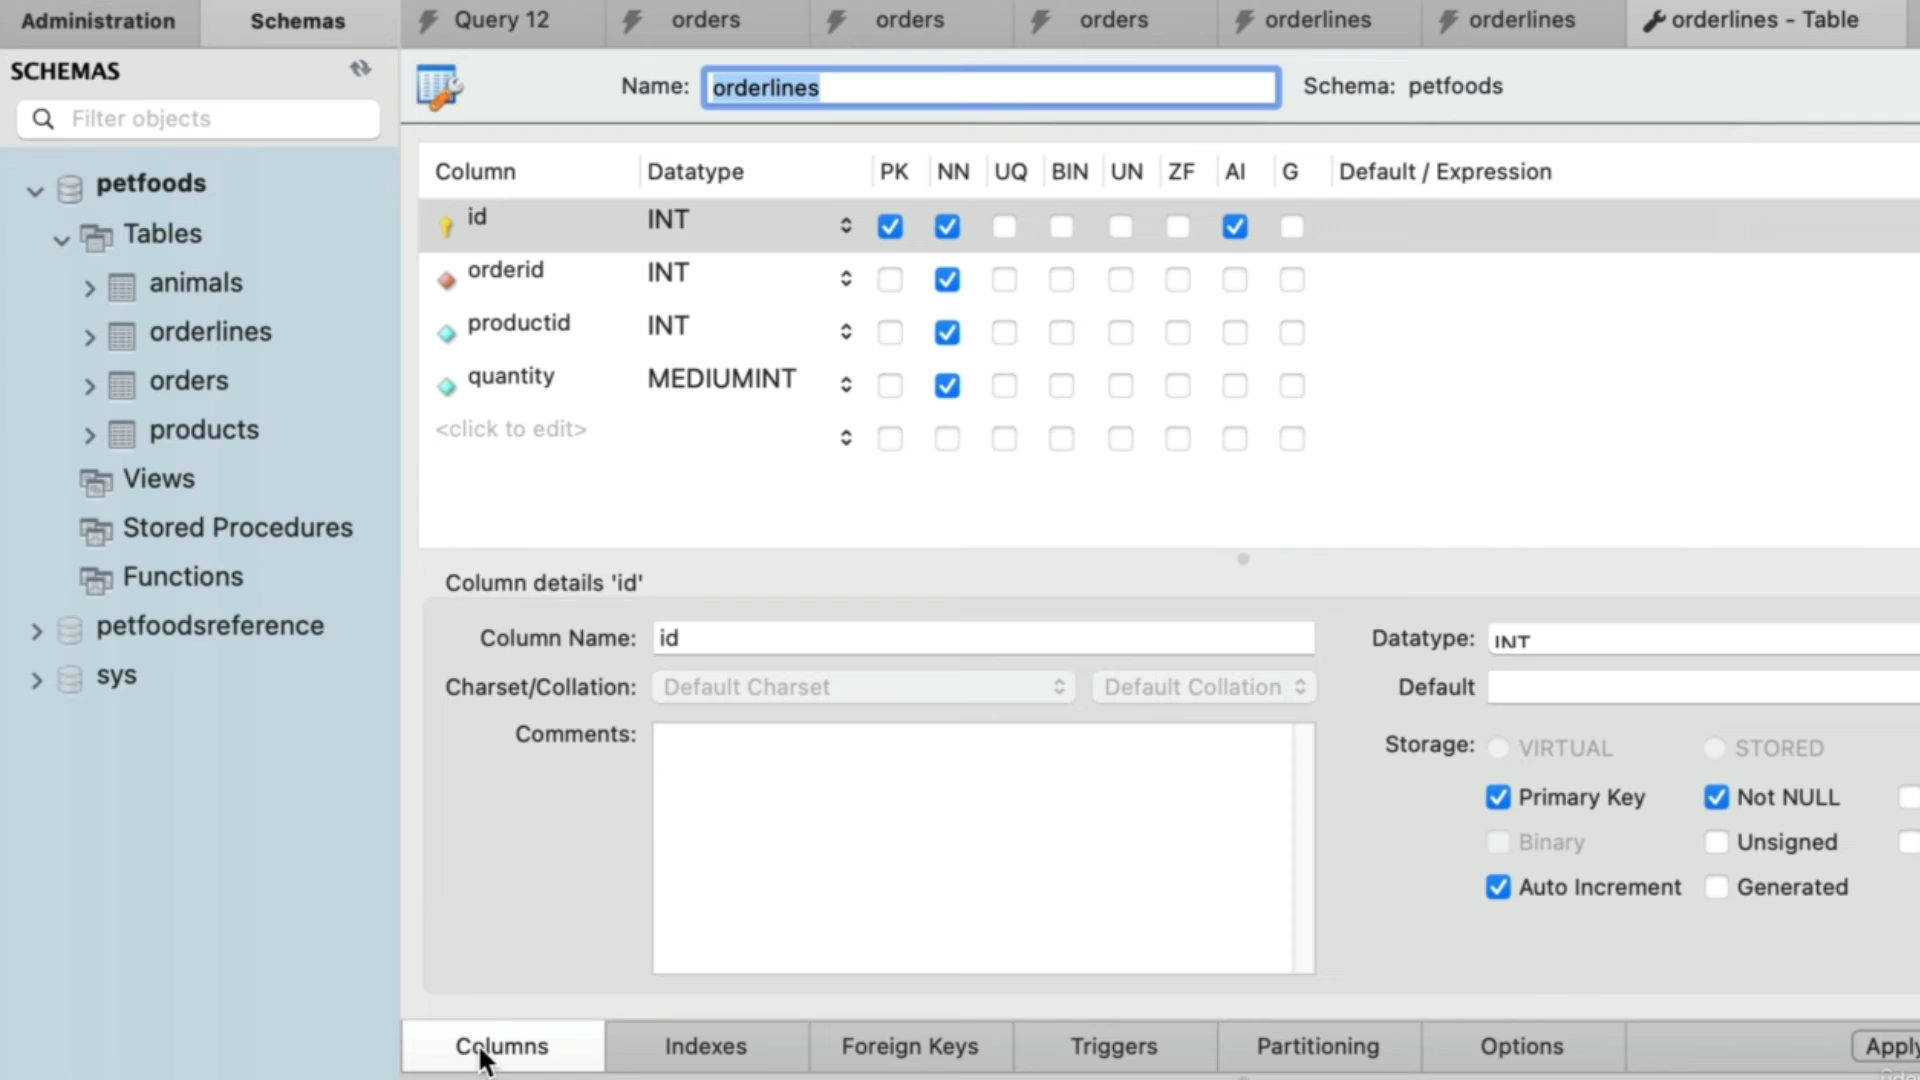 Administration
Schemas
Query 12
orders
orders
orders
orderlines
orderlines
orderlines - Table
SCHEMAS
Filter objects
petfoods
Tables
animals
orderlines
orders
products
Views
Stored Procedures
Functions
petfoodsreference
sys
Name: orderlines
Schema: petfoods
Column Datatype PK NN UQ BIN UN ZF AI G Default / Expression
id INT
orderid INT
productid INT
quantity MEDIUMINT
<click to edit>
Column details 'id'
Column Name: id
Charset/Collation: Default Charset Default Collation
Comments:
Datatype: INT
Default
Storage: VIRTUAL STORED
Primary Key Not NULL
Binary Unsigned
Auto Increment Generated
Columns Indexes Foreign Keys Triggers Partitioning Options Apply